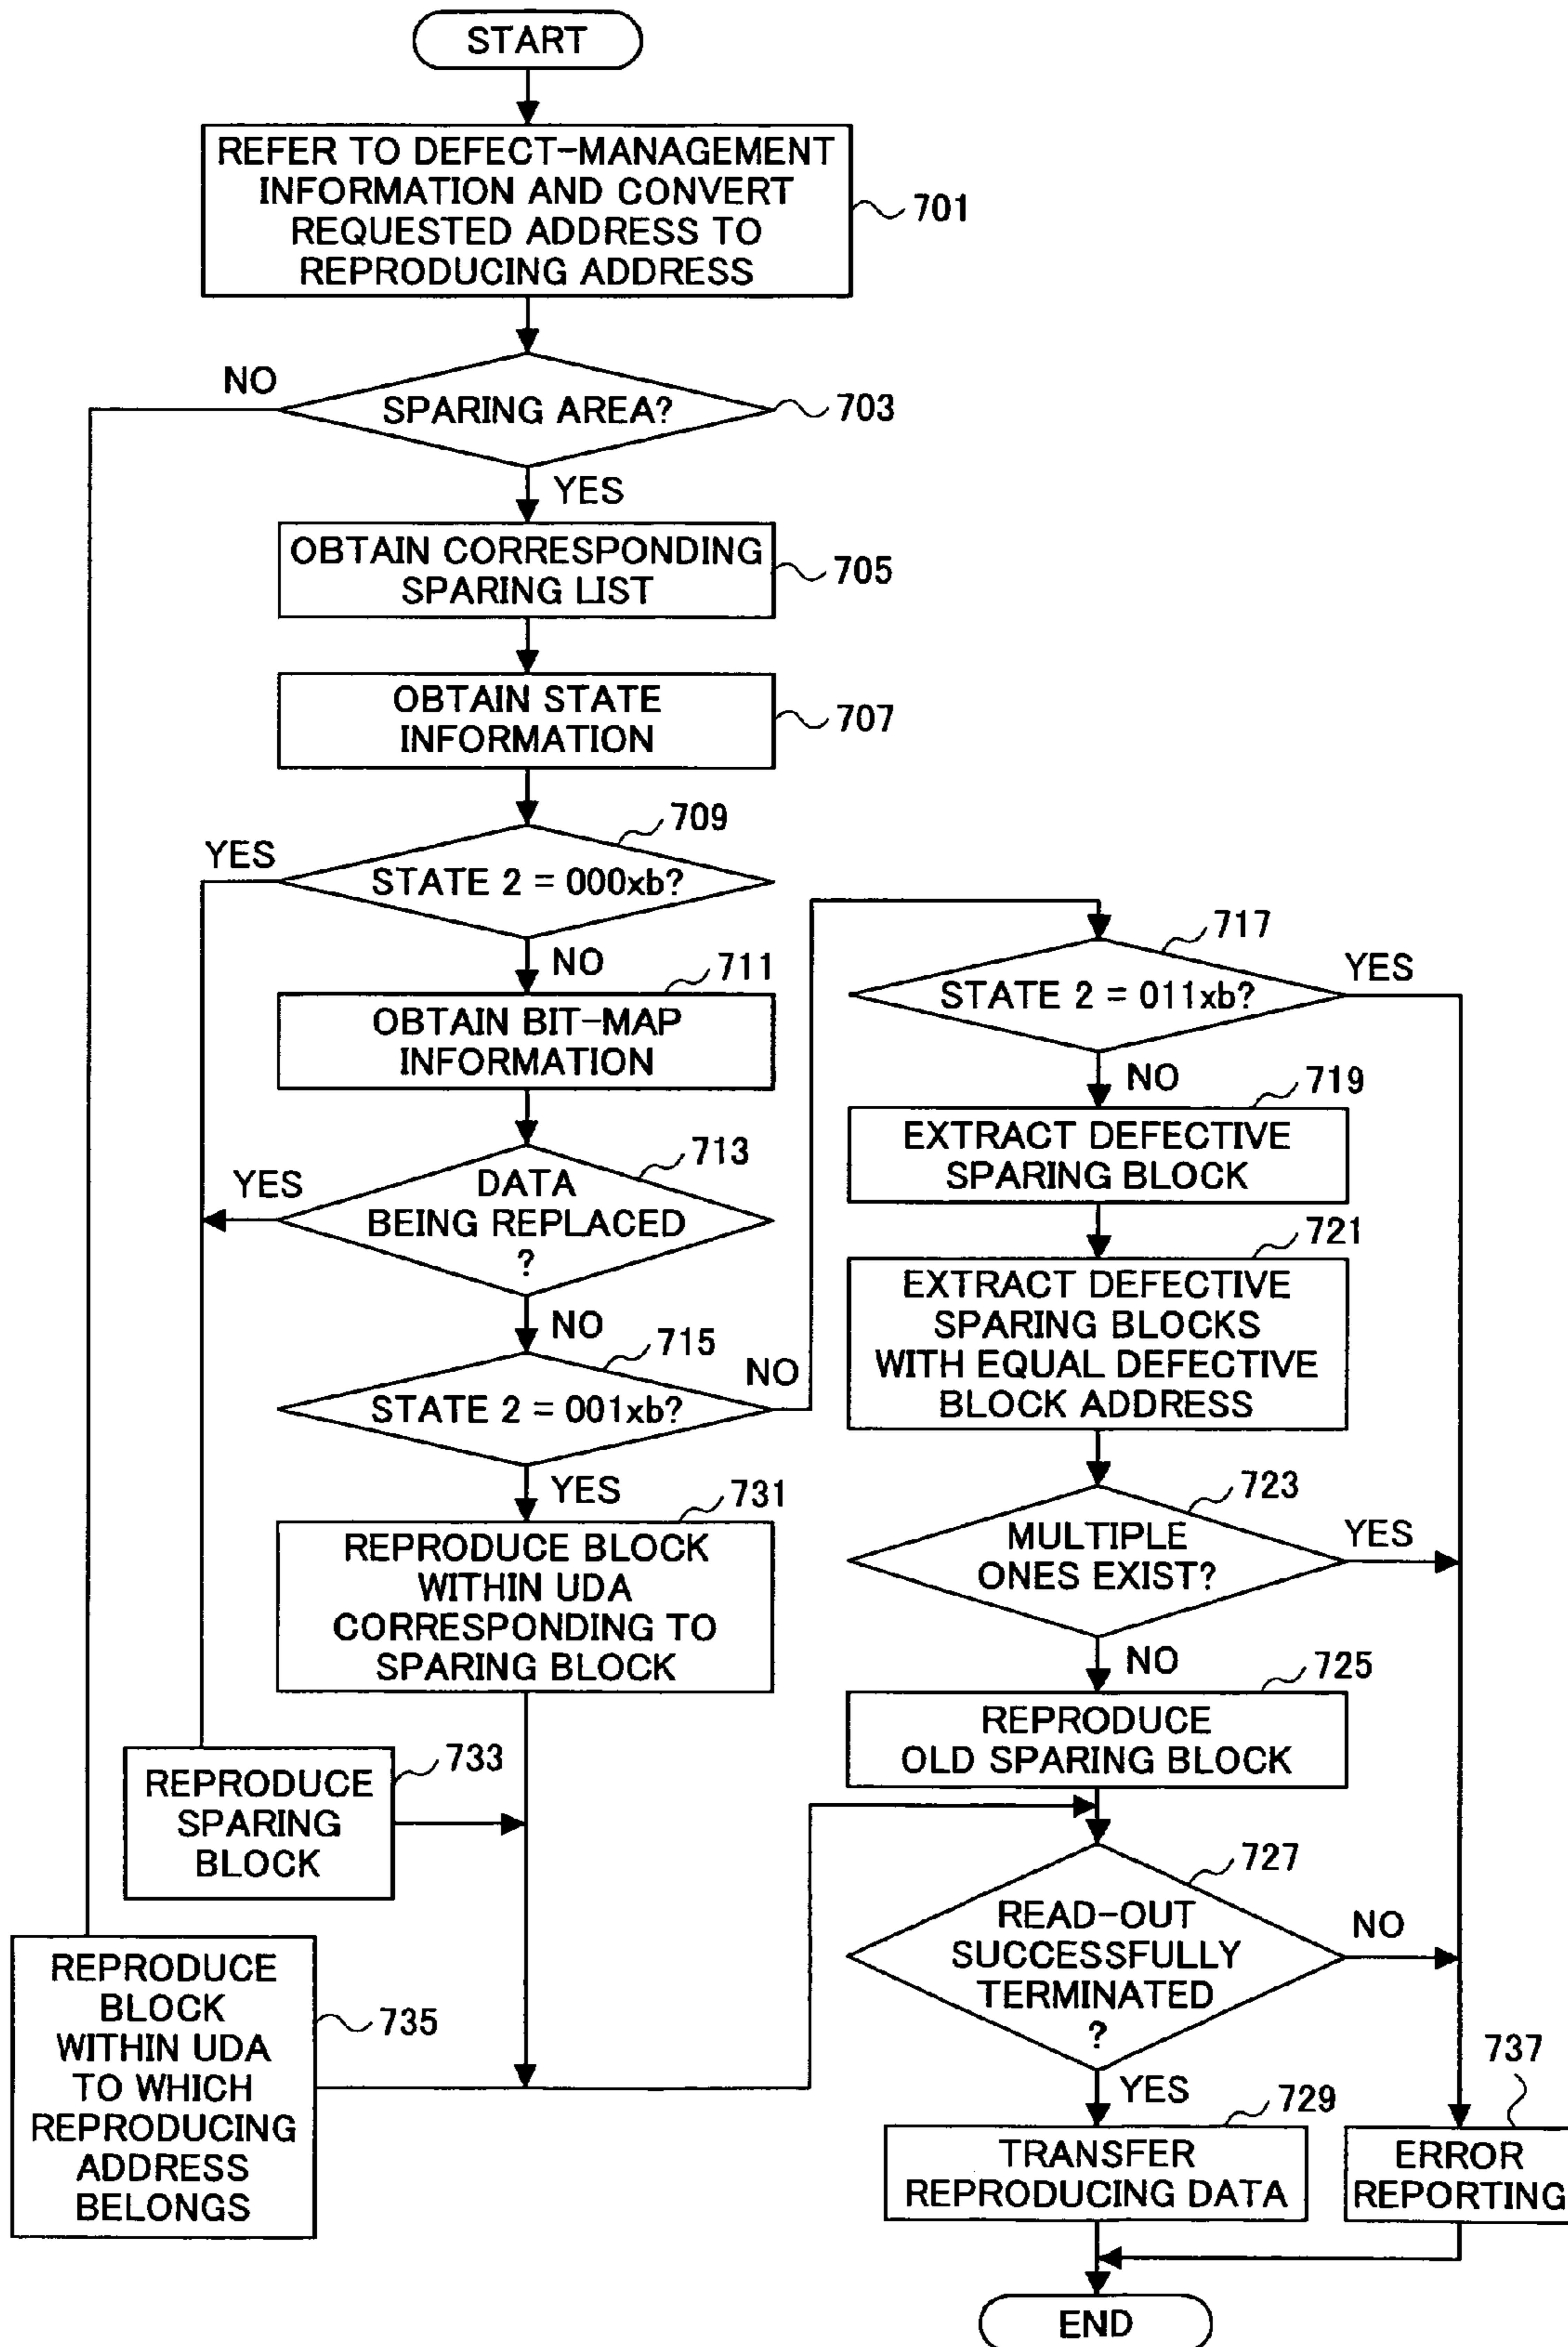 START
REFER TO DEFECT-MANAGEMENT
INFORMATION AND CONVERT
REQUESTED ADDRESS TO
REPRODUCING ADDRESS
701
NO
SPARING AREA?
703
YES
OBTAIN CORRESPONDING
SPARING LIST
705
OBTAIN STATE
INFORMATION
707
709
YES
STATE 2 = 000xb?
NO
711
OBTAIN BIT-MAP
INFORMATION
713
YES
DATA
BEING REPLACED
?
NO
715
NO
STATE 2 = 001xb?
YES
731
REPRODUCE BLOCK
WITHIN UDA
CORRESPONDING TO
SPARING BLOCK
733
REPRODUCE
SPARING
BLOCK
REPRODUCE
BLOCK
WITHIN UDA
TO WHICH
REPRODUCING
ADDRESS
BELONGS
735
717
YES
STATE 2 = 011xb?
NO
719
EXTRACT DEFECTIVE
SPARING BLOCK
721
EXTRACT DEFECTIVE
SPARING BLOCKS
WITH EQUAL DEFECTIVE
BLOCK ADDRESS
723
YES
MULTIPLE
ONES EXIST?
NO
725
REPRODUCE
OLD SPARING BLOCK
727
NO
READ-OUT
SUCCESSFULLY
TERMINATED
?
YES
729
TRANSFER
REPRODUCING DATA
737
ERROR
REPORTING
END